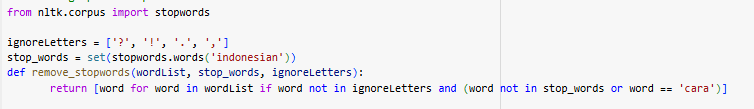 from nltk.corpus import stopwords
ignoreLetters = ['?', '!', '.', ',']
stop_words = set(stopwords.words('indonesian'))
def remove_stopwords(wordList, stop_words, ignoreLetters):
return [word for word in wordList if word not in ignoreLetters and (word not in stop_words or word == 'cara')]